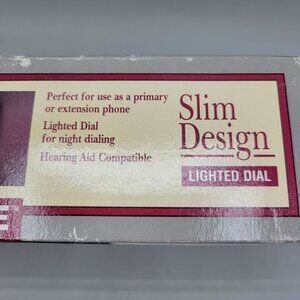 Perfect for use as a primary
or extension phone
Lighted Dial
for night dialing
Hearing Aid Compatible
Slim
Design
LIGHTED DIAL
E™